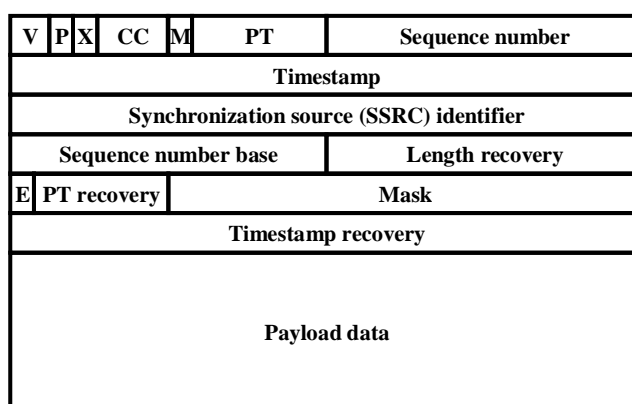 V P X CC M PT Sequence number
Timestamp
Synchronization source (SSRC) identifier
Sequence number base Length recovery
E PT recovery Mask
Timestamp recovery
Payload data